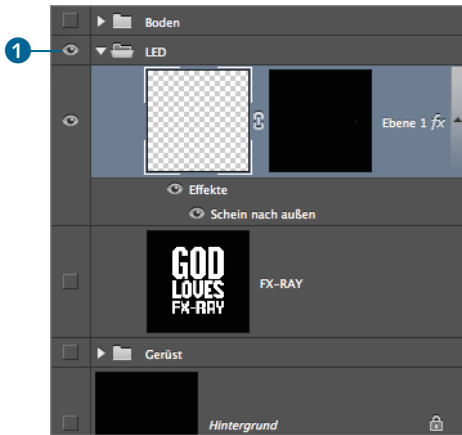 Boden
1
LED
Ebene 1 fx
Effekte
Schein nach außen
GOD
LOVES
FX-RAY
FX-RAY
Gerüst
Hintergrund